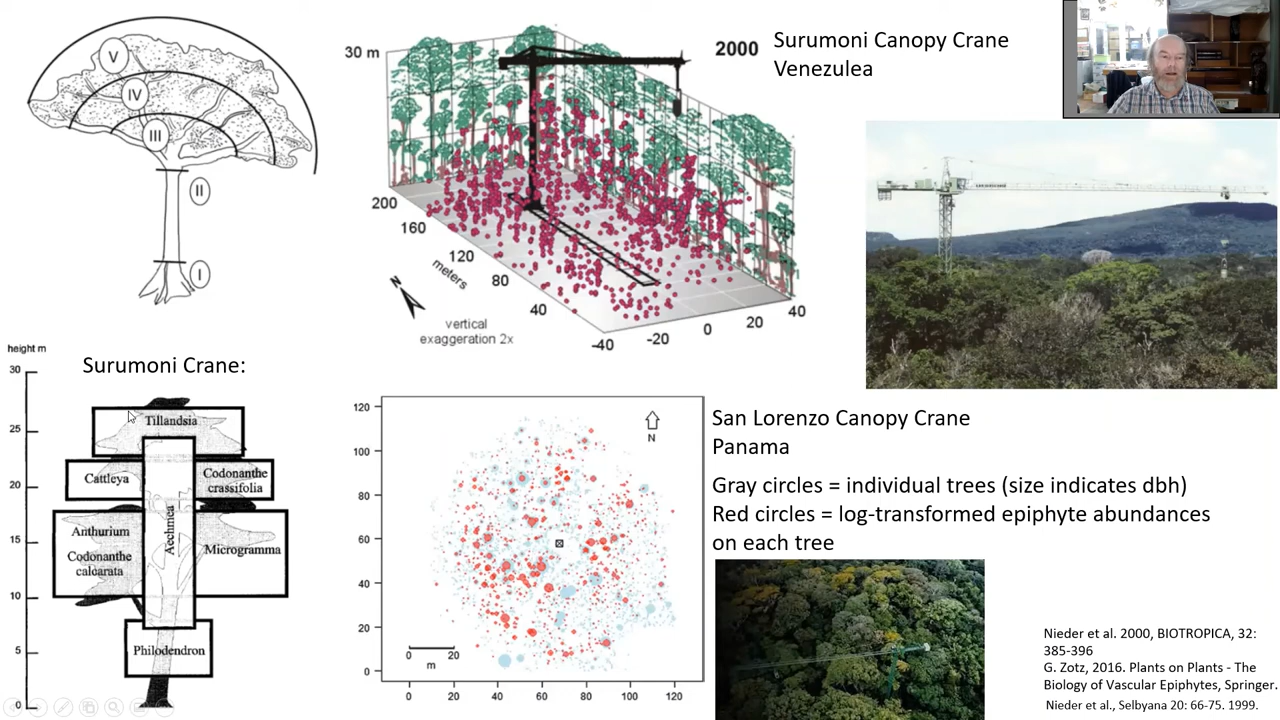 V
IV
III
II
I
30 m
2000
200
160
120
80
40
meters
N
vertical
exaggeration 2x
-40
-20
0
20
40
Surumoni Canopy Crane
Venezulea
height m
30
25
20
15
10
5
0
Surumoni Crane:
Tillandsia
Cattleya
Codonanthe
crassifolia
Anthurium
Codonanthe
calcarata
Aechmea
Microgramma
Philodendron
120
100
80
60
40
20
0
N
0 20
m
0 20 40 60 80 100 120
San Lorenzo Canopy Crane
Panama
Gray circles = individual trees (size indicates dbh)
Red circles = log-transformed epiphyte abundances
on each tree
Nieder et al. 2000, BIOTROPICA, 32:
385-396
G. Zotz, 2016. Plants on Plants - The
Biology of Vascular Epiphytes, Springer.
Nieder et al., Selbyana 20: 66-75. 1999.